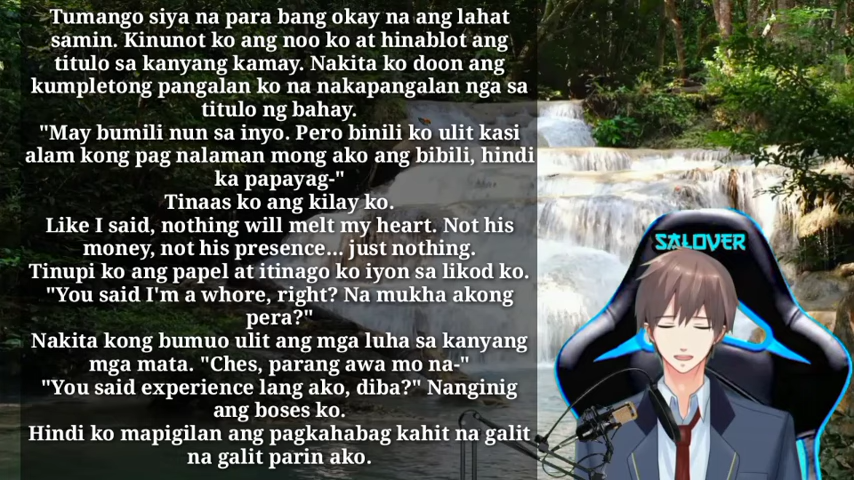 Tumango siya na para bang okay na ang lahat
samin. Kinunot ko ang noo ko at hinablot ang
titulo sa kanyang kamay. Nakita ko doon ang
kumpletong pangalan ko na nakapangalan nga sa
titulo ng bahay.
"May bumili nun sa inyo. Pero binili ko ulit kasi
alam kong pag nalaman mong ako ang bibili, hindi
ka papayag-"
Tinaas ko ang kilay ko.
Like I said, nothing will melt my heart. Not his
money, not his presence... just nothing.
Tinupi ko ang papel at itinago ko iyon sa likod ko.
"You said I'm a whore, right? Na mukha akong
pera?"
Nakita kong bumuo ulit ang mga luha sa kanyang
mga mata. "Ches, parang awa mo na-"
"You said experience lang ako, diba?" Nanginig
ang boses ko.
Hindi ko mapigilan ang pagkahabag kahit na galit
na galit parin ako.
SALOVER